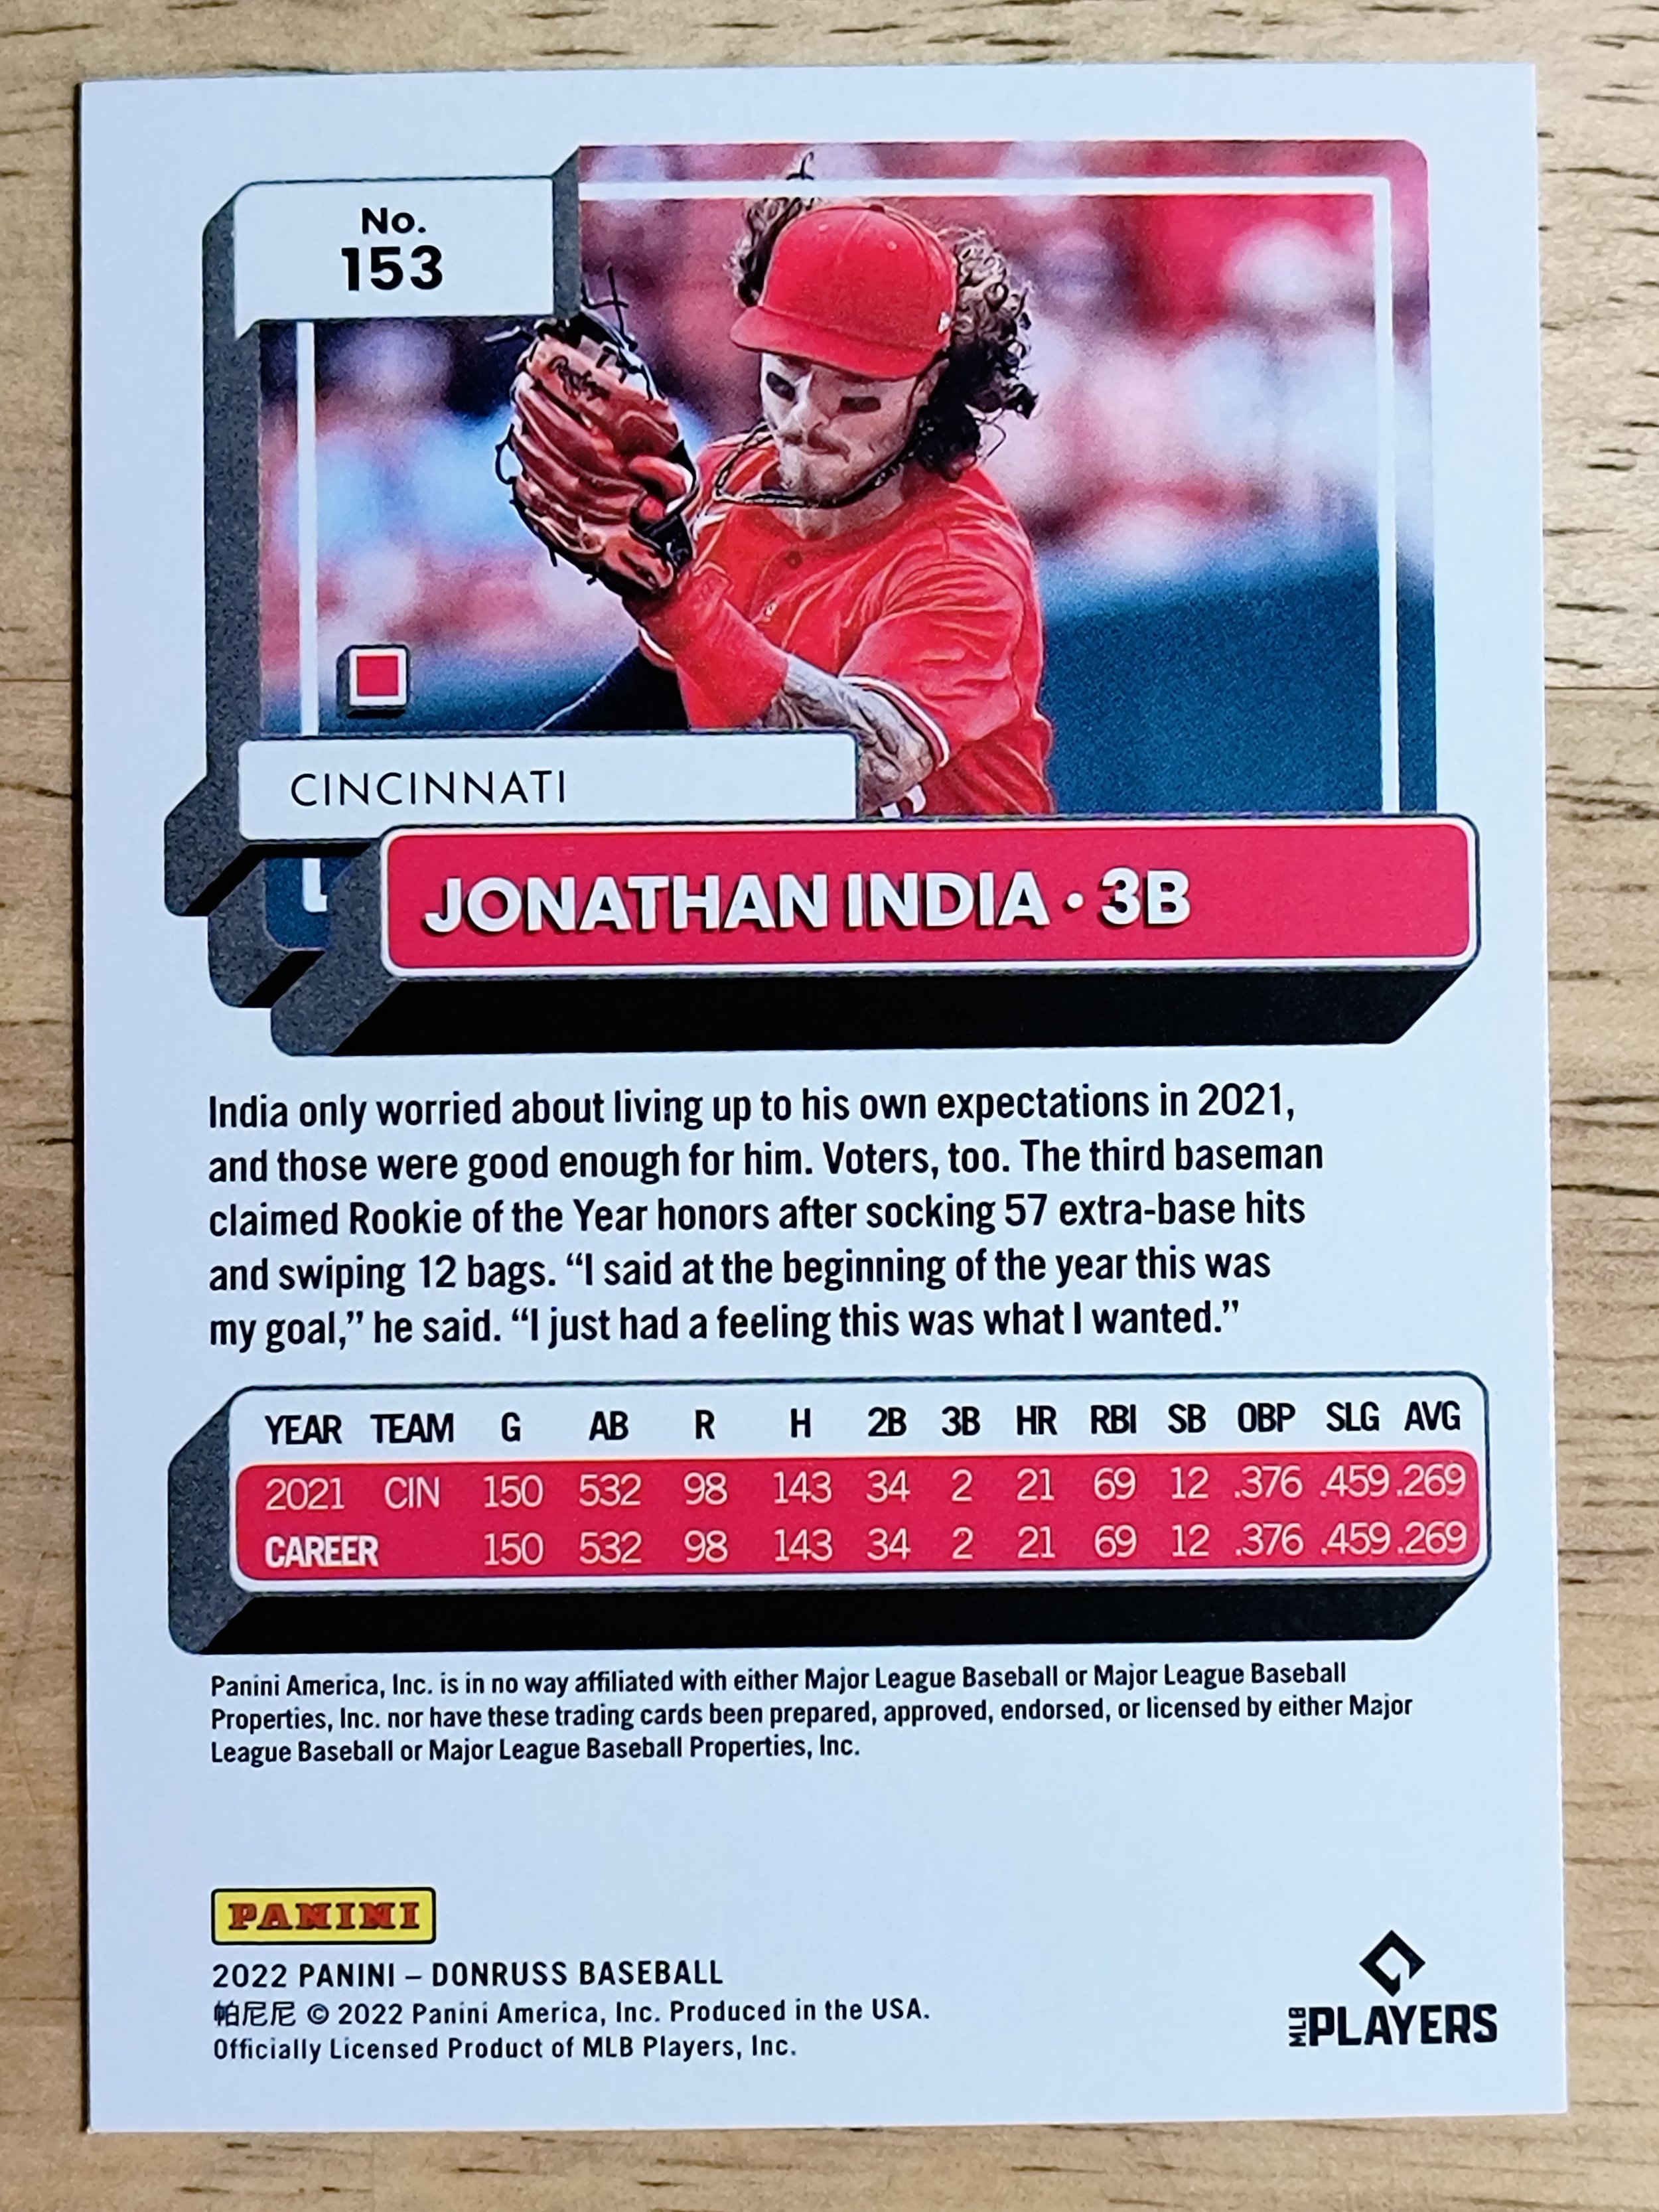 No.
153
Rawlings
CINCINNATI
JONATHAN INDIA • 3B
India only worried about living up to his own expectations in 2021,
and those were good enough for him. Voters, too. The third baseman
claimed Rookie of the Year honors after socking 57 extra-base hits
and swiping 12 bags. “I said at the beginning of the year this was
my goal,” he said. “I just had a feeling this was what I wanted.”
YEAR TEAM G AB R H 2B 3B HR RBI SB OBP SLG AVG
2021 CIN 150 532 98 143 34 2 21 69 12 .376 .459 .269
CAREER 150 532 98 143 34 2 21 69 12 .376 .459 .269
Panini America, Inc. is in no way affiliated with either Major League Baseball or Major League Baseball
Properties, Inc. nor have these trading cards been prepared, approved, endorsed, or licensed by either Major
League Baseball or Major League Baseball Properties, Inc.
PANINI
2022 PANINI – DONRUSS BASEBALL
帕尼尼 © 2022 Panini America, Inc. Produced in the USA.
Officially Licensed Product of MLB Players, Inc.
MLB PLAYERS